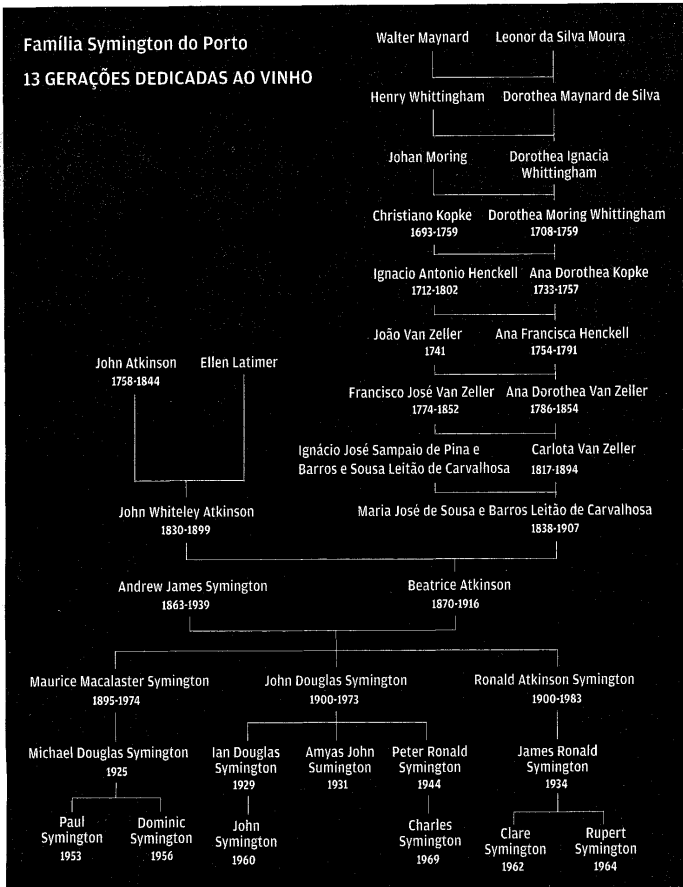 Família Symington do Porto
13 GERAÇÕES DEDICADAS AO VINHO
Walter Maynard Leonor da Silva Moura
Henry Whittingham Dorothea Maynard de Silva
Johan Moring Dorothea Ignacia
Whittingham
Christiano Kopke Dorothea Moring Whittingham
1693-1759 1708-1759
Ignacio Antonio Henckell Ana Dorothea Kopke
1712-1802 1733-1757
João Van Zeller Ana Francisca Henckell
1741 1754-1791
John Atkinson Ellen Latimer
1758-1844
Francisco José Van Zeller Ana Dorothea Van Zeller
1774-1852 1786-1854
Ignácio José Sampaio de Pina e Carlota Van Zeller
Barros e Sousa Leitão de Carvalhosa 1817-1894
John Whiteley Atkinson Maria José de Sousa e Barros Leitão de Carvalhosa
1830-1899 1838-1907
Andrew James Symington Beatrice Atkinson
1863-1939 1870-1916
Maurice Macalaster Symington John Douglas Symington Ronald Atkinson Symington
1895-1974 1900-1973 1900-1983
Michael Douglas Symington Ian Douglas Amyas John Peter Ronald James Ronald
1925 Symington Sumington Symington Symington
1929 1931 1944 1934
Paul Dominic John Charles Clare Rupert
Symington Symington Symington Symington Symington Symington
1953 1956 1960 1969 1962 1964